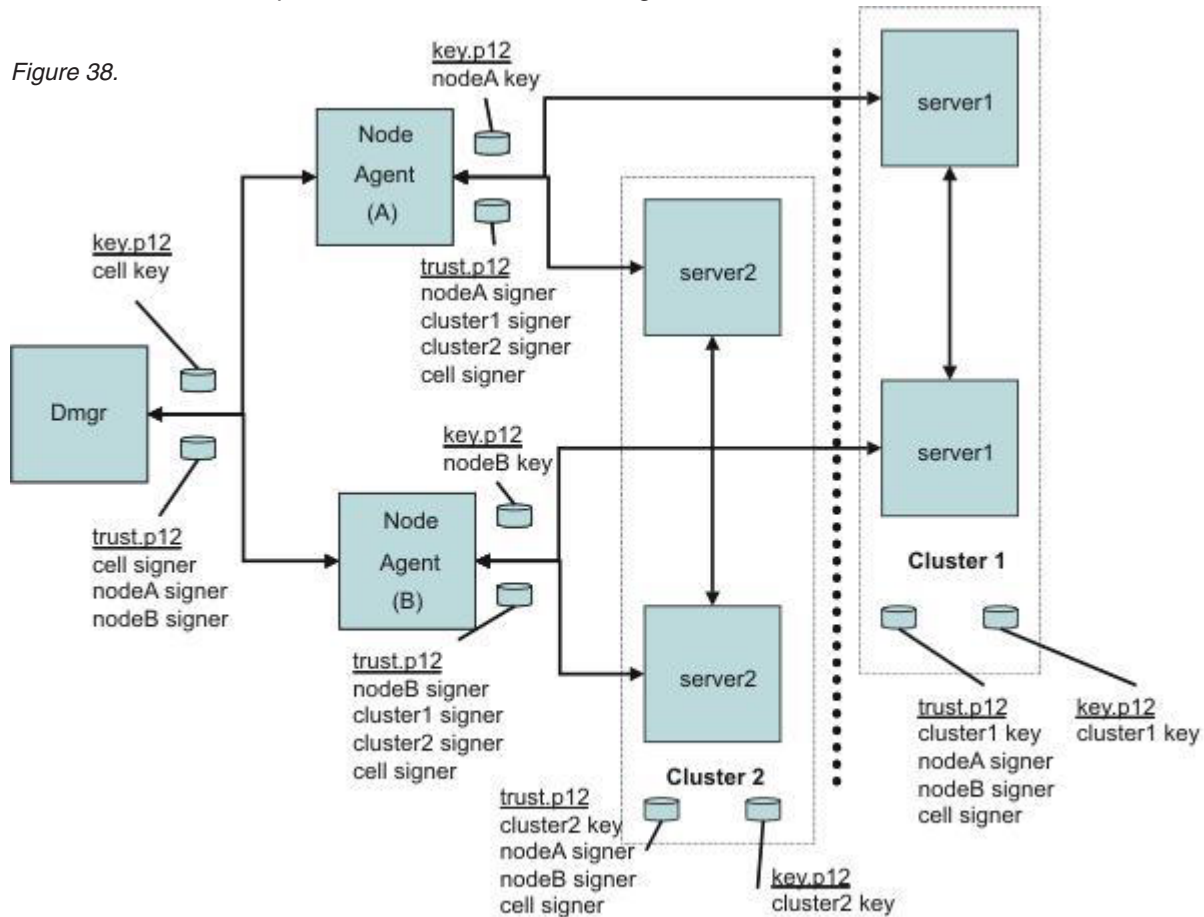 Figure 38.
key.p12
nodeA key
server1
Node
Agent
(A)
key.p12
cell key
trust.p12
nodeA signer
cluster1 signer
cluster2 signer
cell signer
server2
Dmgr
key.p12
nodeB key
server1
trust.p12
cell signer
nodeA signer
nodeB signer
Node
Agent
(B)
Cluster 1
trust.p12
nodeB signer
cluster1 signer
cluster2 signer
cell signer
server2
trust.p12
cluster1 key
nodeA signer
nodeB signer
cell signer
key.p12
cluster1 key
Cluster 2
trust.p12
cluster2 key
nodeA signer
nodeB signer
cell signer
key.p12
cluster2 key